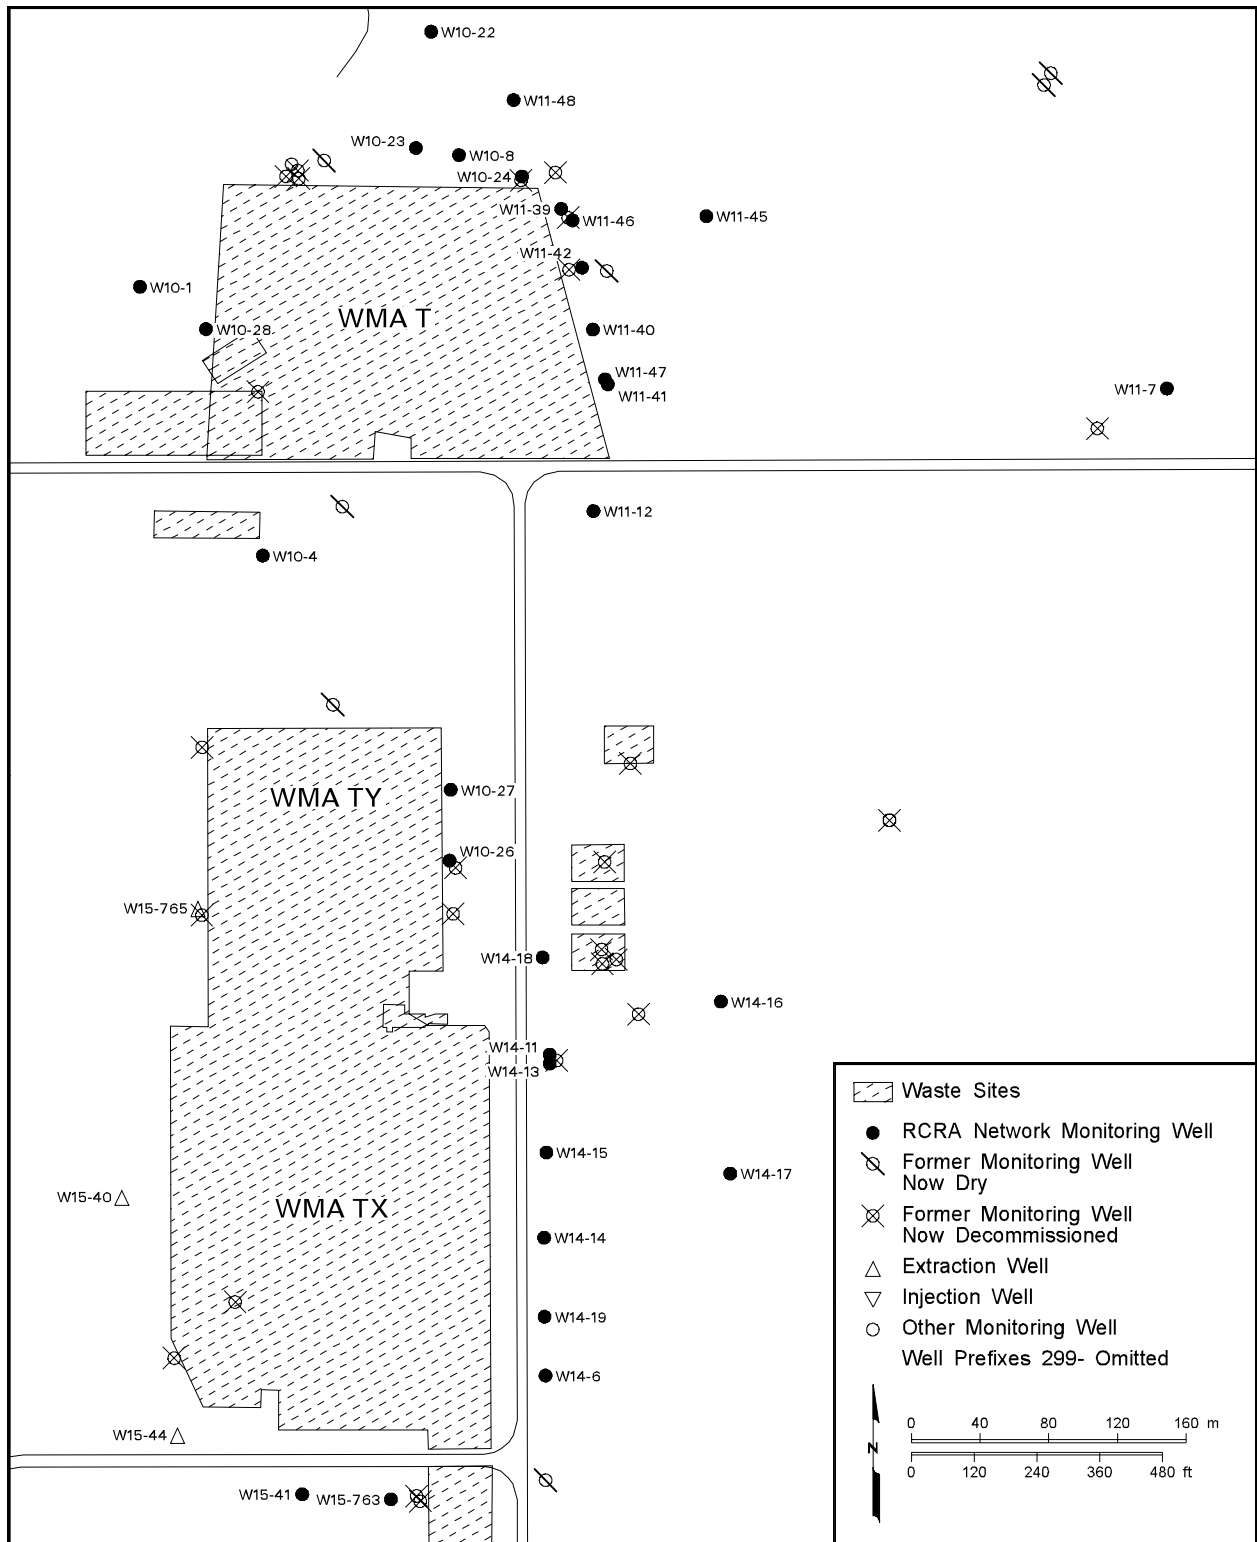 W10-22
W11-48
W10-23
W10-8
W10-24
W11-39
W11-46
W11-45
W11-42
W10-1
WMA T
W10-28
W11-40
W11-47
W11-41
W11-7
W11-12
W10-4
WMA TY
W10-27
W10-26
W15-765
W14-18
W14-16
W14-11
W14-13
W14-15
W14-17
W15-40
WMA TX
W14-14
W14-19
W14-6
W15-44
W15-41
W15-763
Waste Sites
RCRA Network Monitoring Well
Former Monitoring Well
Now Dry
Former Monitoring Well
Now Decommissioned
Extraction Well
Injection Well
Other Monitoring Well
Well Prefixes 299- Omitted
N
0 40 80 120 160 m
0 120 240 360 480 ft